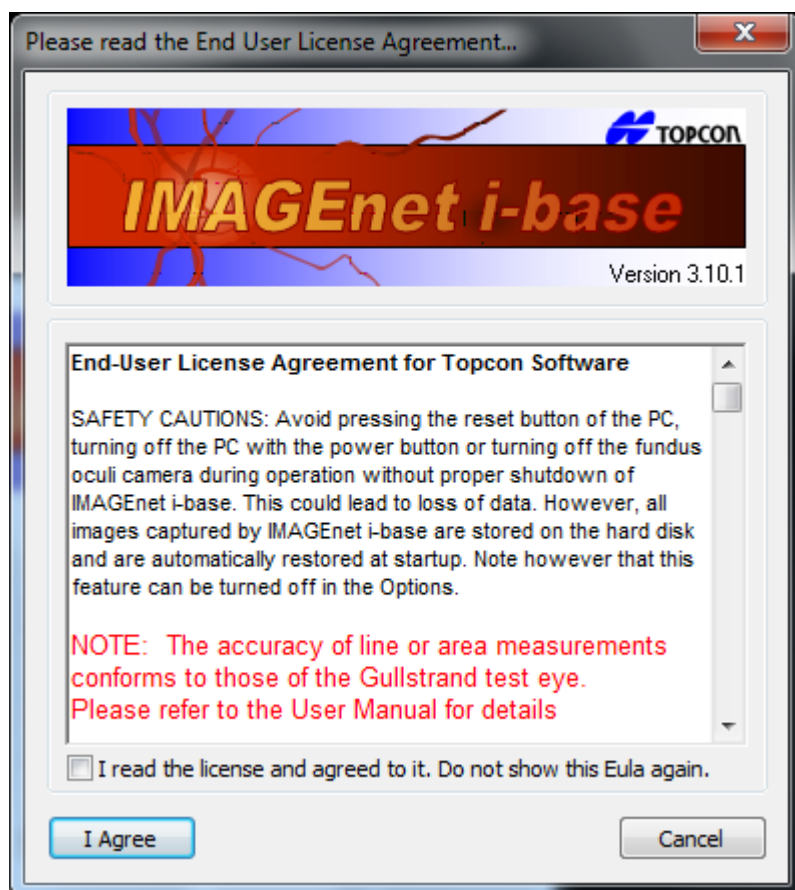 Please read the End User License Agreement...
TOPCON
IMAGEnet i-base
Version 3.10.1
End-User License Agreement for Topcon Software
SAFETY CAUTIONS: Avoid pressing the reset button of the PC,
turning off the PC with the power button or turning off the fundus
oculi camera during operation without proper shutdown of
IMAGEnet i-base. This could lead to loss of data. However, all
images captured by IMAGEnet i-base are stored on the hard disk
and are automatically restored at startup. Note however that this
feature can be turned off in the Options.
NOTE: The accuracy of line or area measurements
conforms to those of the Gullstrand test eye.
Please refer to the User Manual for details
I read the license and agreed to it. Do not show this Eula again.
I Agree
Cancel